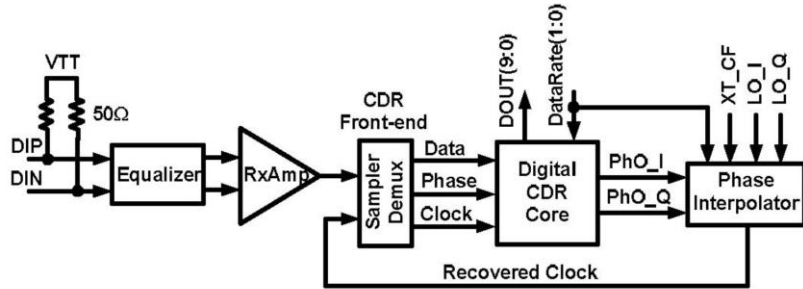 VTT
50Ω
DIP
DIN
Equalizer
RxAmp
CDR
Front-end
Sampler
Demux
Data
Phase
Clock
DOUT(9:0)
DataRate(1:0)
Digital
CDR
Core
PhO_I
PhO_Q
XT_CF
LO_I
LO_Q
Phase
Interpolator
Recovered Clock